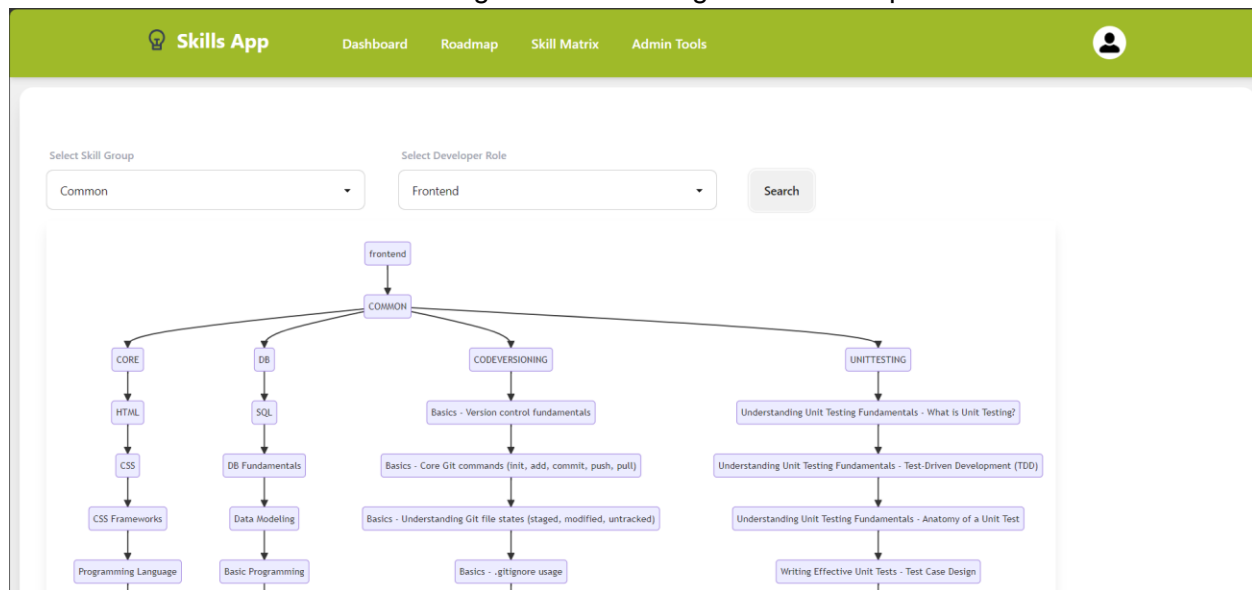 Skills App Dashboard Roadmap Skill Matrix Admin Tools
Select Skill Group Select Developer Role
Common Frontend Search
frontend
COMMON
CORE DB CODEVERSIONING UNITTESTING
HTML SQL Basics - Version control fundamentals Understanding Unit Testing Fundamentals - What is Unit Testing?
CSS DB Fundamentals Basics - Core Git commands (init, add, commit, push, pull) Understanding Unit Testing Fundamentals - Test-Driven Development (TDD)
CSS Frameworks Data Modeling Basics - Understanding Git file states (staged, modified, untracked) Understanding Unit Testing Fundamentals - Anatomy of a Unit Test
Programming Language Basic Programming Basics - .gitignore usage Writing Effective Unit Tests - Test Case Design